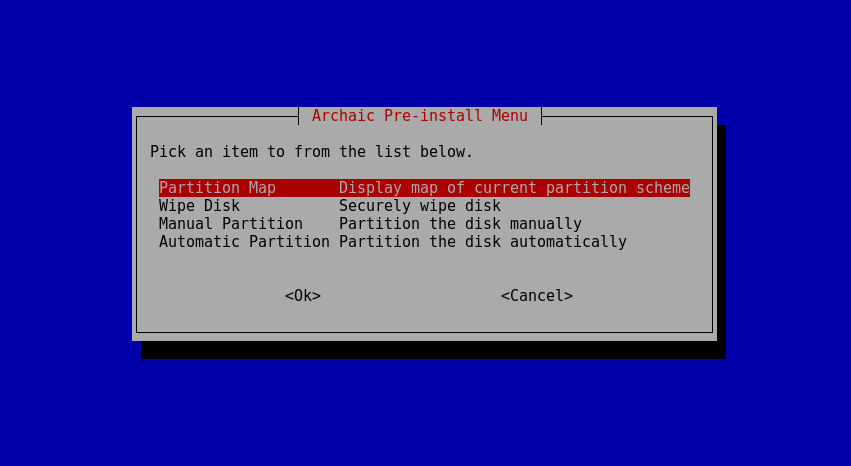 Archaic Pre-install Menu
Pick an item to from the list below.
Partition Map Display map of current partition scheme
Wipe Disk Securely wipe disk
Manual Partition Partition the disk manually
Automatic Partition Partition the disk automatically
<Ok> <Cancel>